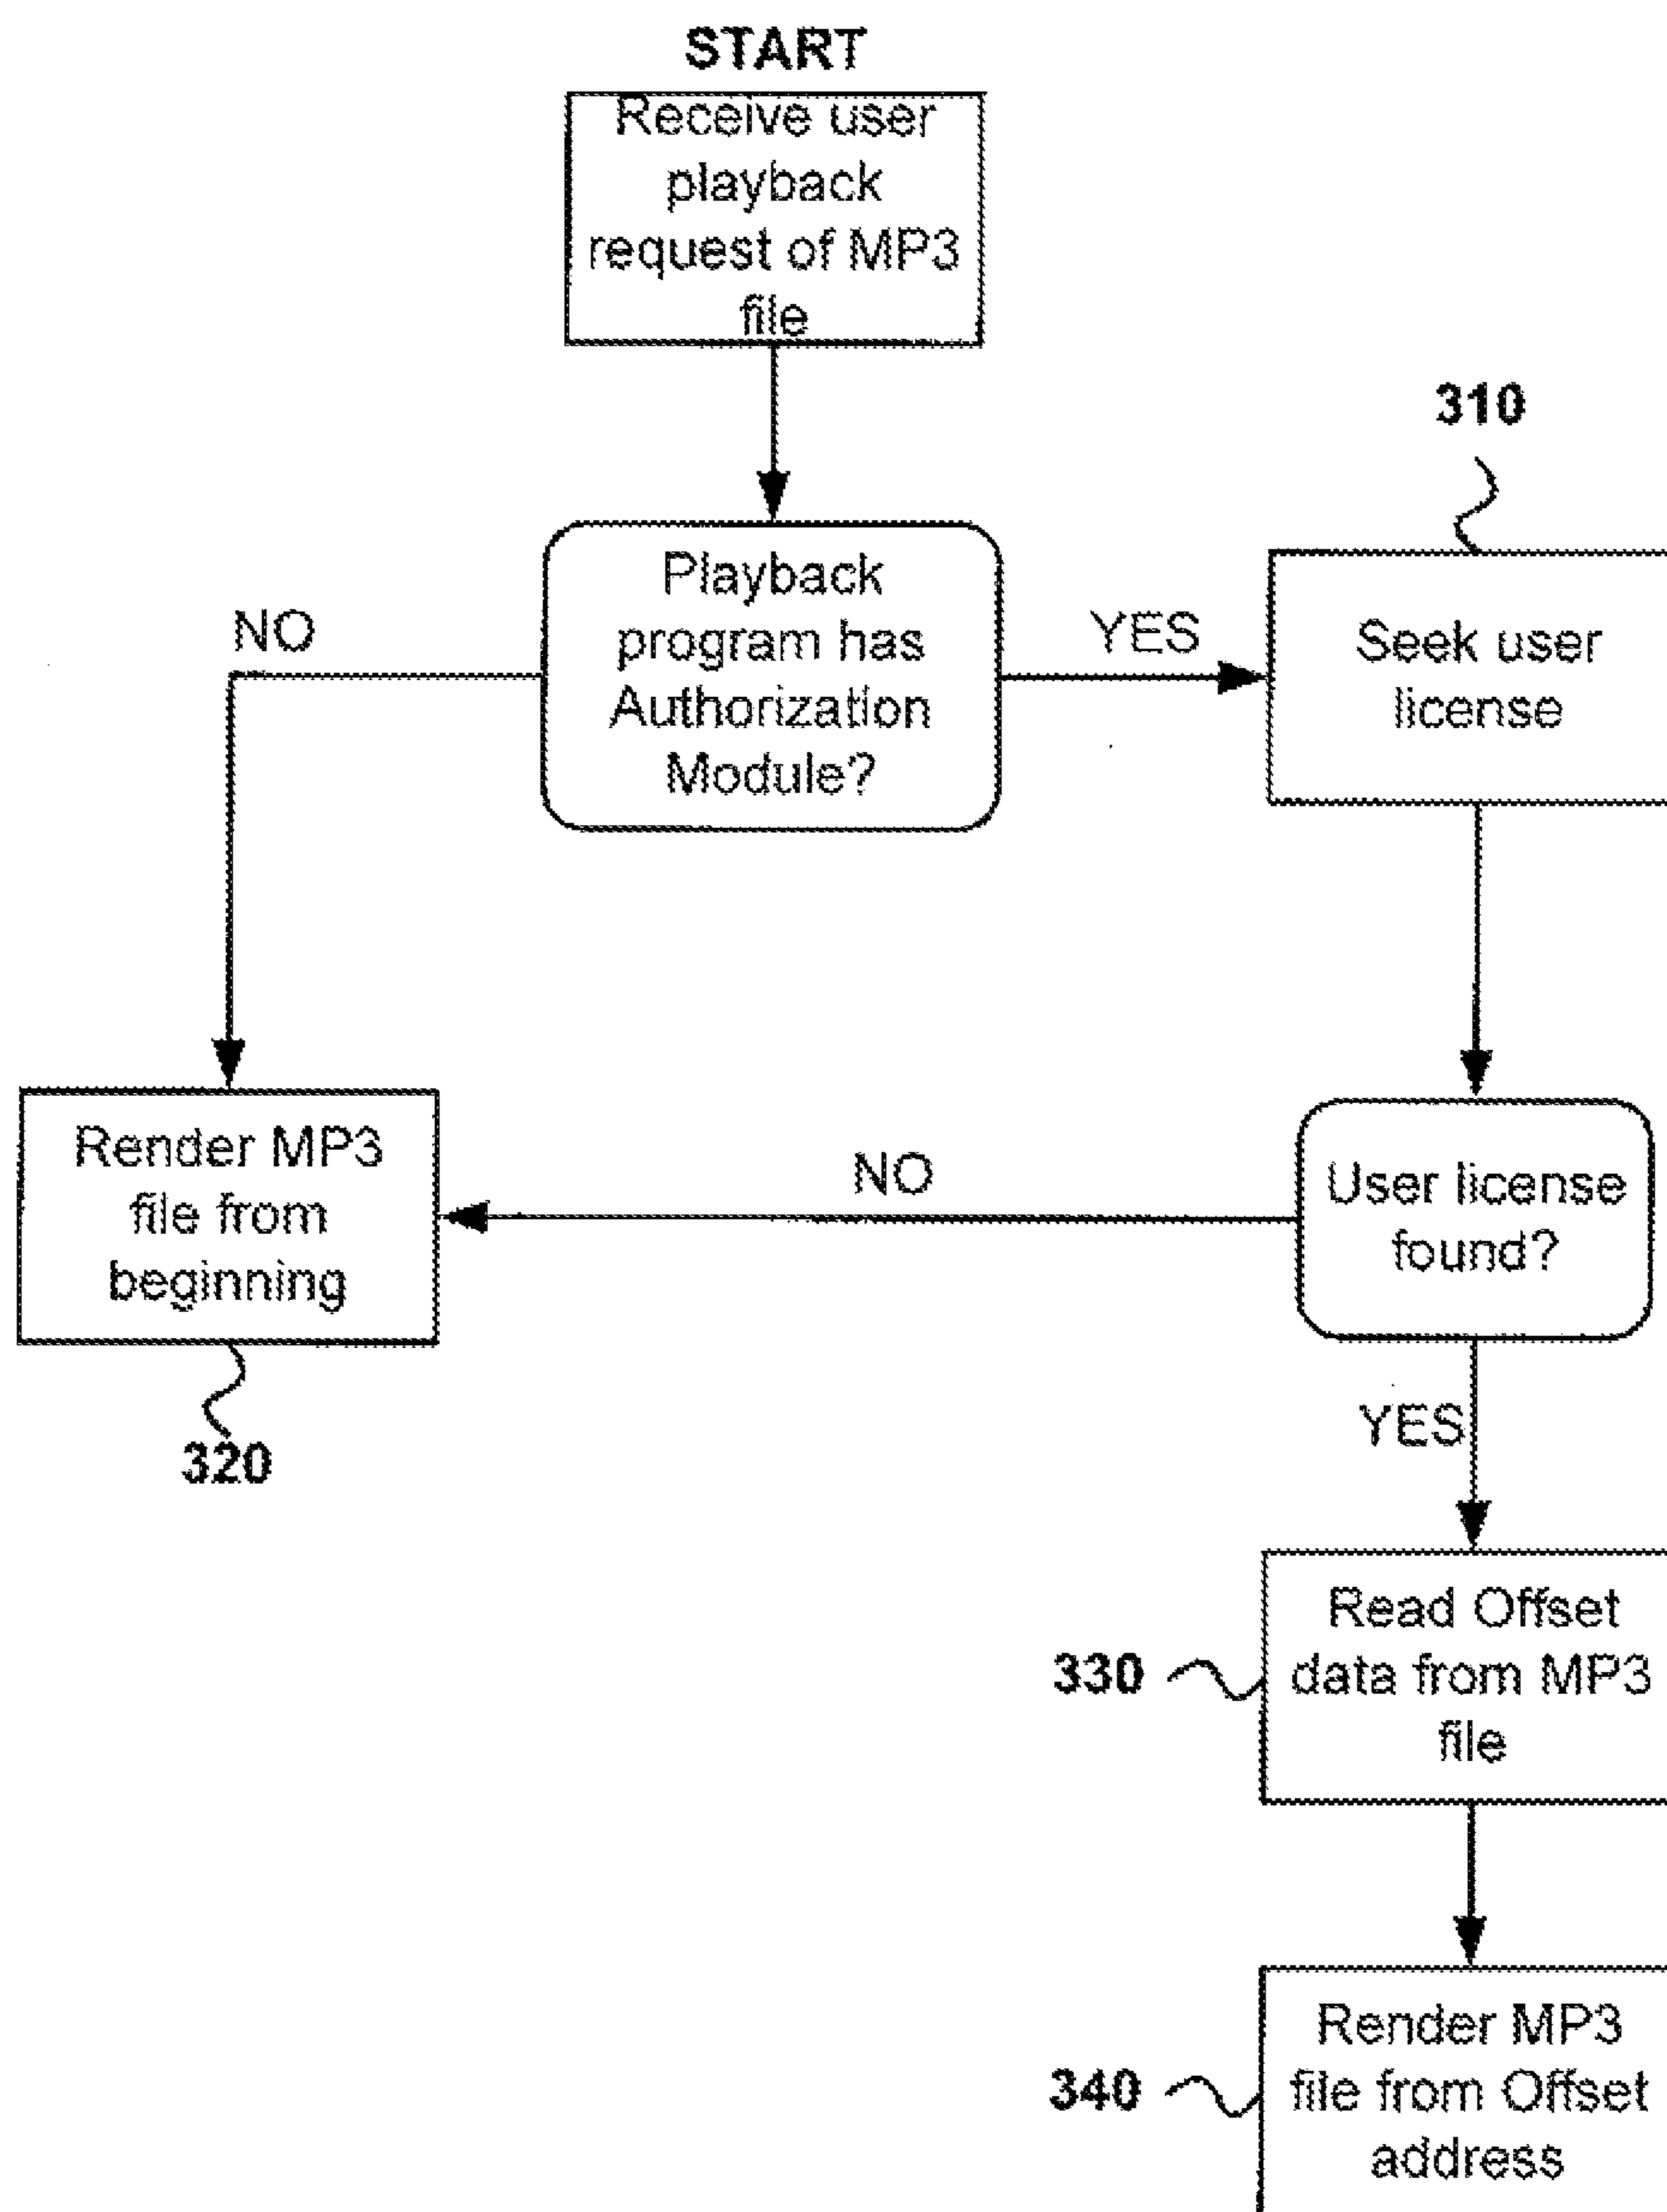 START
Receive user
playback
request of MP3
file
310
Playback
program has
Authorization
Module?
NO
YES
Seek user
license
Render MP3
file from
beginning
NO
User license
found?
320
YES
330
Read Offset
data from MP3
file
340
Render MP3
file from Offset
address